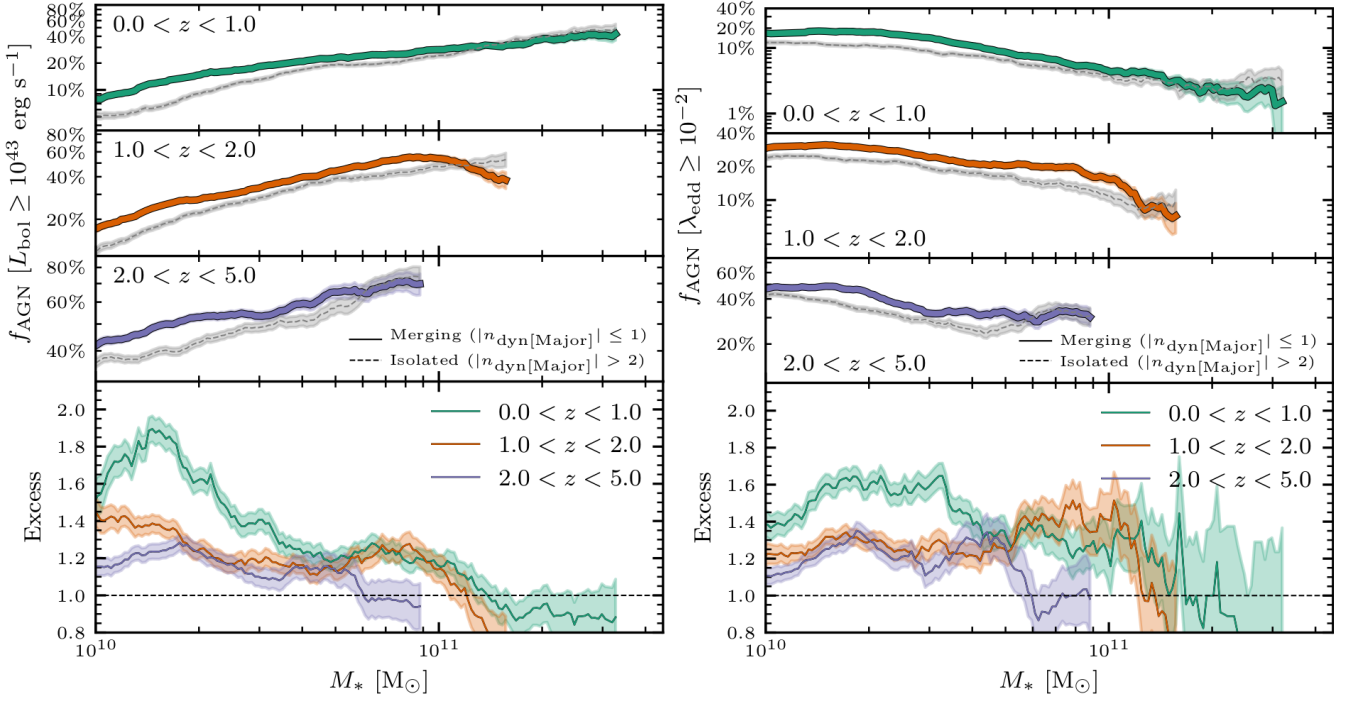 80%
40%
20%
10%
0.0 < z < 1.0
80%
60%
40%
20%
1.0 < z < 2.0
80%
60%
40%
2.0 < z < 5.0
Merging (|n_dyn[Major]| ≤ 1)
Isolated (|n_dyn[Major]| > 2)
f_AGN [L_bol ≥ 10^43 erg s^−1]
2.0
1.8
1.6
1.4
1.2
1.0
0.8
Excess
0.0 < z < 1.0
1.0 < z < 2.0
2.0 < z < 5.0
10^10
10^11
M_* [M_⊙]
40%
20%
10%
1%
0.0 < z < 1.0
40%
20%
10%
1.0 < z < 2.0
60%
40%
20%
2.0 < z < 5.0
Merging (|n_dyn[Major]| ≤ 1)
Isolated (|n_dyn[Major]| > 2)
f_AGN [λ_edd ≥ 10^−2]
2.0
1.8
1.6
1.4
1.2
1.0
0.8
Excess
0.0 < z < 1.0
1.0 < z < 2.0
2.0 < z < 5.0
10^10
10^11
M_* [M_⊙]